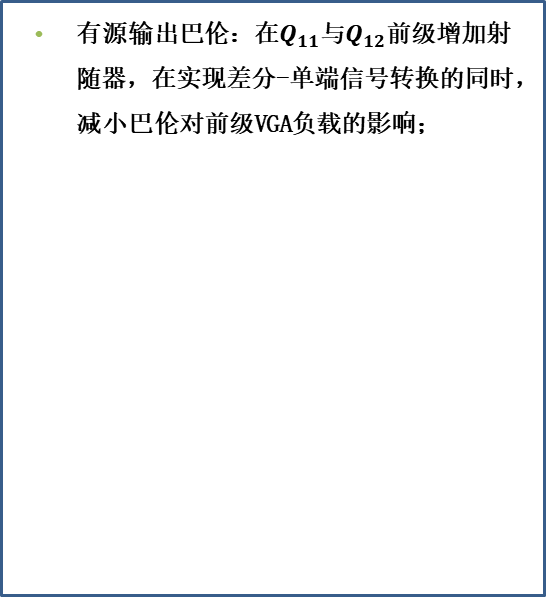 • 有源输出巴伦：在Q11与Q12前级增加射
随器，在实现差分-单端信号转换的同时，
减小巴伦对前级VGA负载的影响；